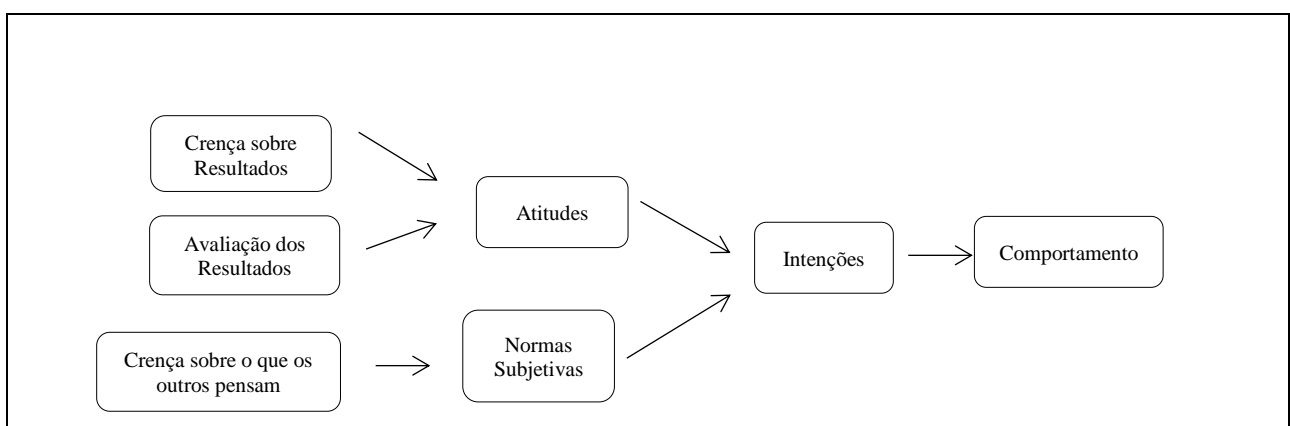 Crença sobre
Resultados
Avaliação dos
Resultados
Crença sobre o que os
outros pensam
Atitudes
Normas
Subjetivas
Intenções
Comportamento